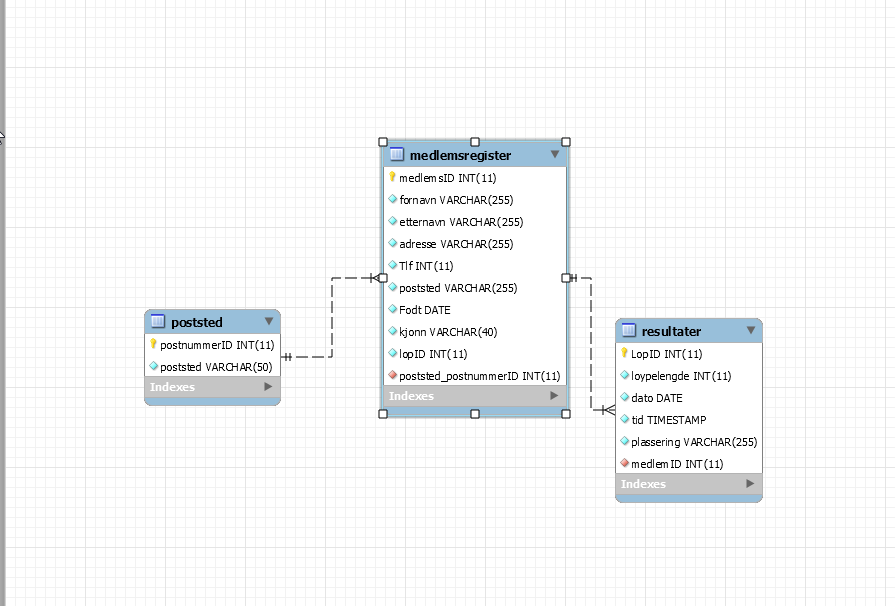 medlemsregister
medlemsID INT(11)
fornavn VARCHAR(255)
etternavn VARCHAR(255)
adresse VARCHAR(255)
Tlf INT(11)
poststed VARCHAR(255)
Fodt DATE
kjonn VARCHAR(40)
lopID INT(11)
poststed_postnummerID INT(11)
Indexes
poststed
postnummerID INT(11)
poststed VARCHAR(50)
Indexes
resultater
LopID INT(11)
loypelengde INT(11)
dato DATE
tid TIMESTAMP
plassering VARCHAR(255)
medlemID INT(11)
Indexes